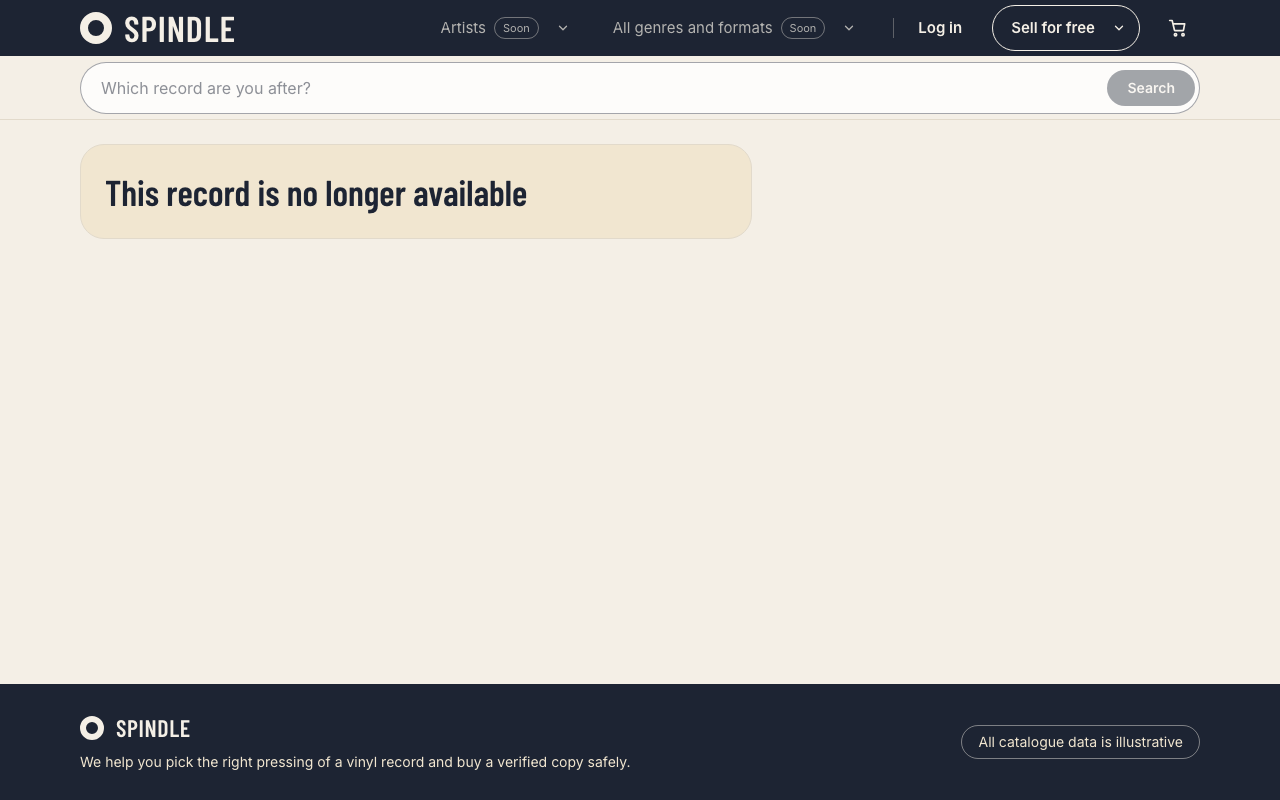 SPINDLE
Artists Soon
All genres and formats Soon
Log in
Sell for free
Which record are you after?
Search
This record is no longer available
SPINDLE
We help you pick the right pressing of a vinyl record and buy a verified copy safely.
All catalogue data is illustrative